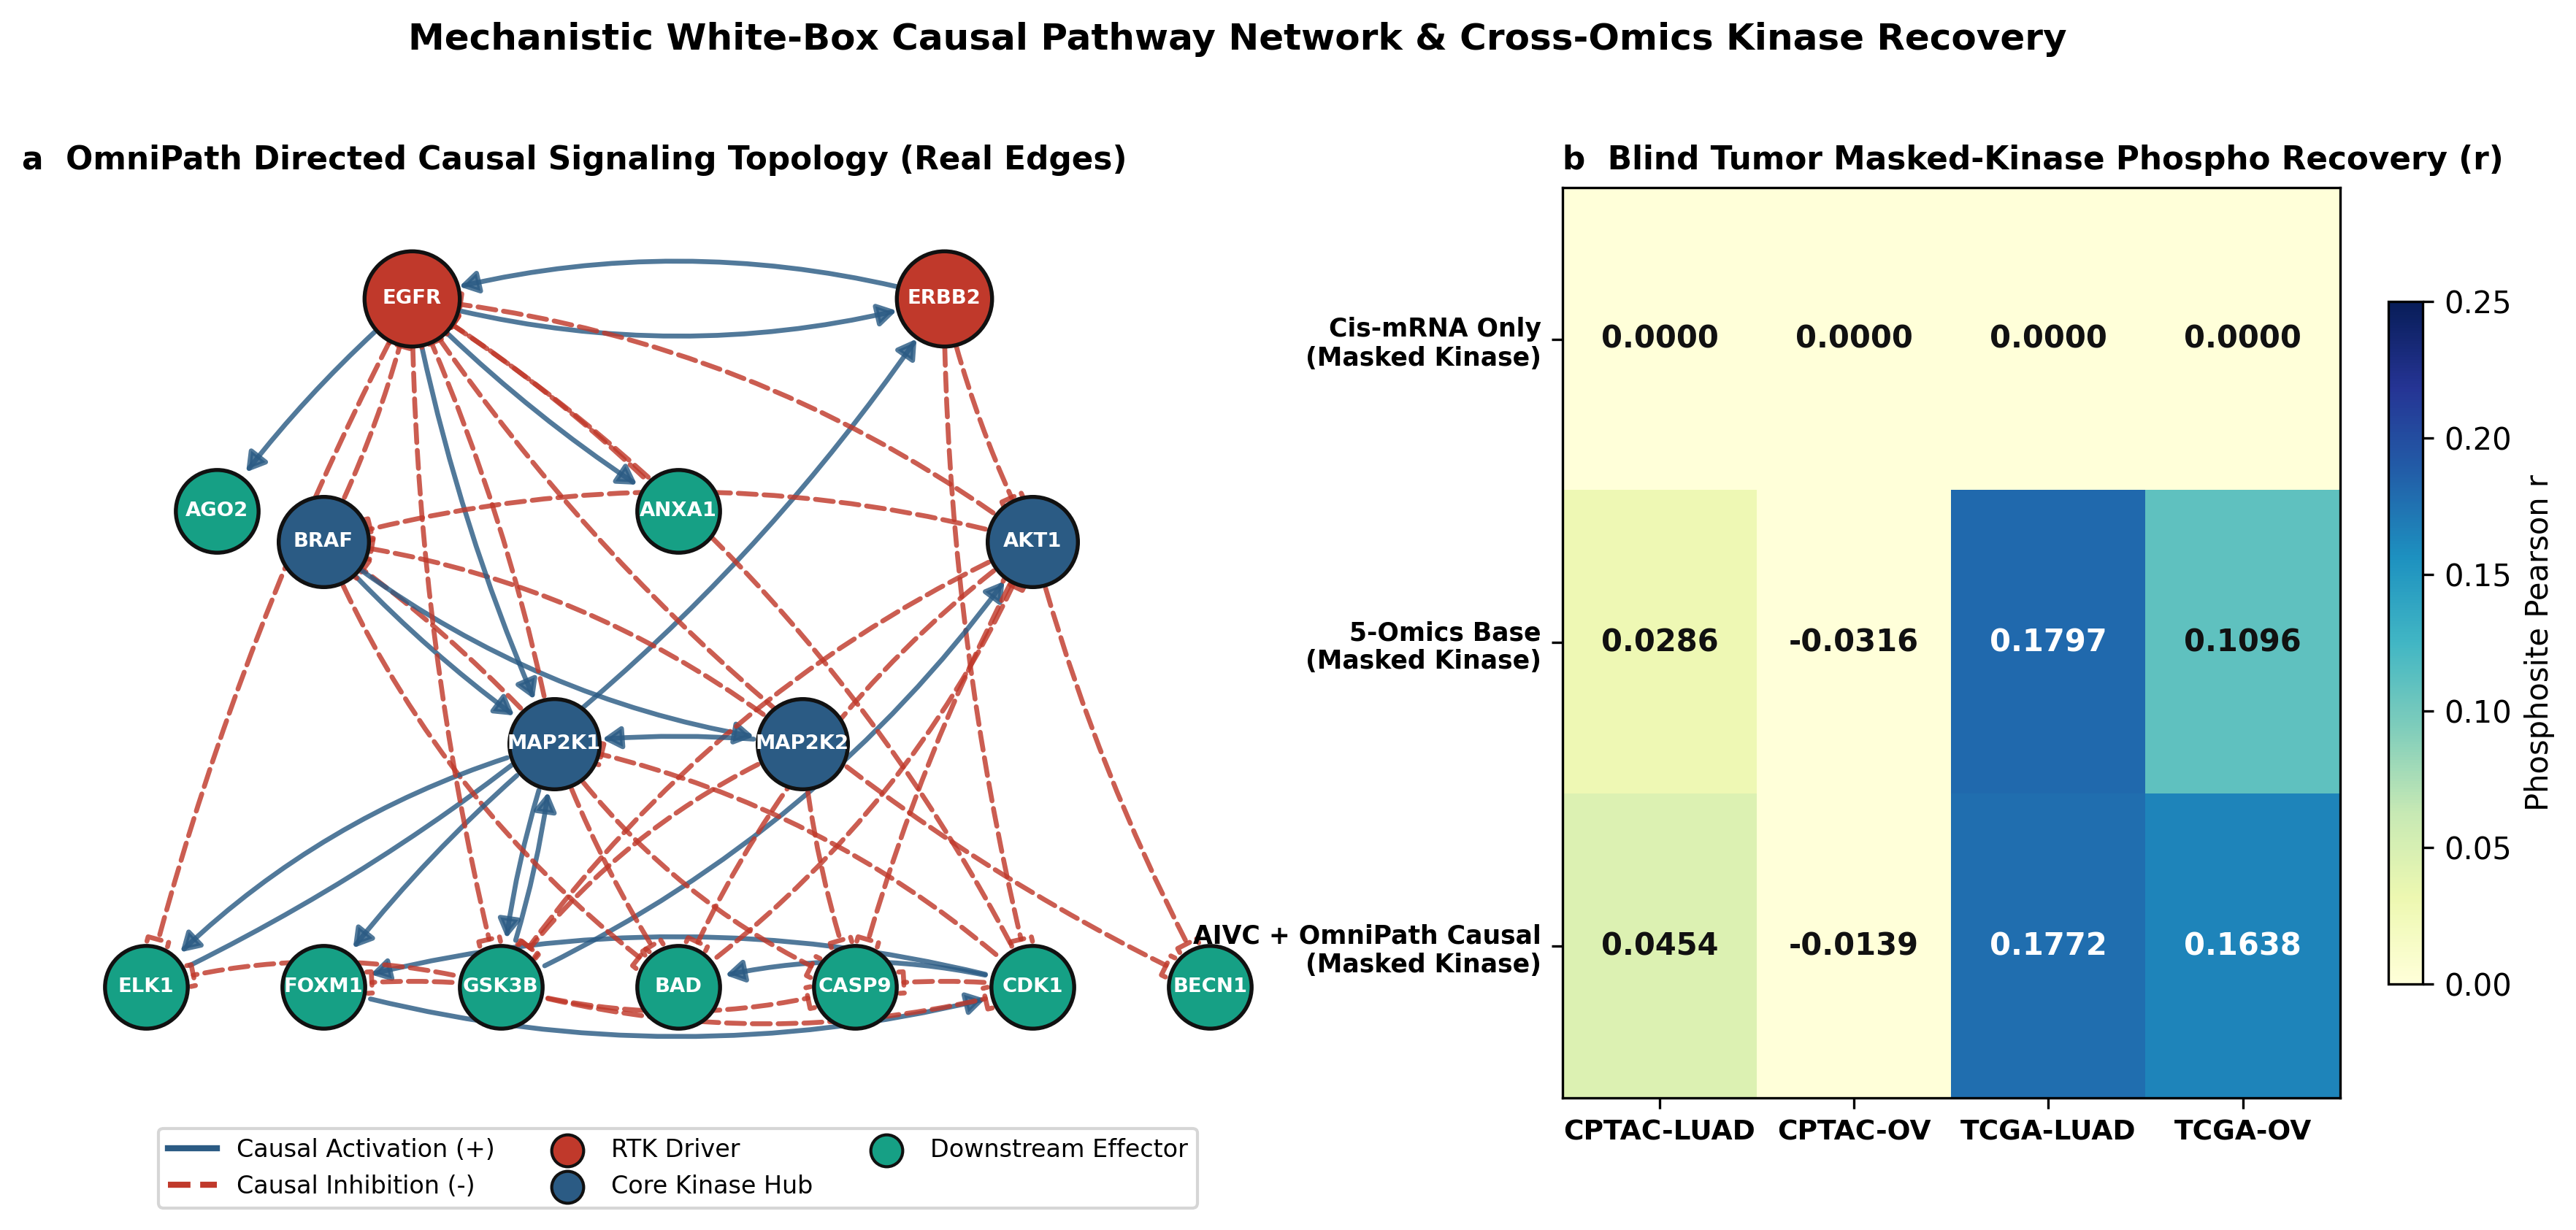 Mechanistic White-Box Causal Pathway Network & Cross-Omics Kinase Recovery
a OmniPath Directed Causal Signaling Topology (Real Edges)
EGFR
ERBB2
AGO2
ANXA1
BRAF
AKT1
MAP2K1
MAP2K2
ELK1
FOXM1
GSK3B
BAD
CASP9
CDK1
BECN1
Causal Activation (+)
Causal Inhibition (-)
RTK Driver
Core Kinase Hub
Downstream Effector
b Blind Tumor Masked-Kinase Phospho Recovery (r)
Cis-mRNA Only
(Masked Kinase)
0.0000 0.0000 0.0000 0.0000
5-Omics Base
(Masked Kinase)
0.0286 -0.0316 0.1797 0.1096
AIVC + OmniPath Causal
(Masked Kinase)
0.0454 -0.0139 0.1772 0.1638
CPTAC-LUAD CPTAC-OV TCGA-LUAD TCGA-OV
0.25
0.20
0.15
0.10
0.05
0.00
Phosphosite Pearson r